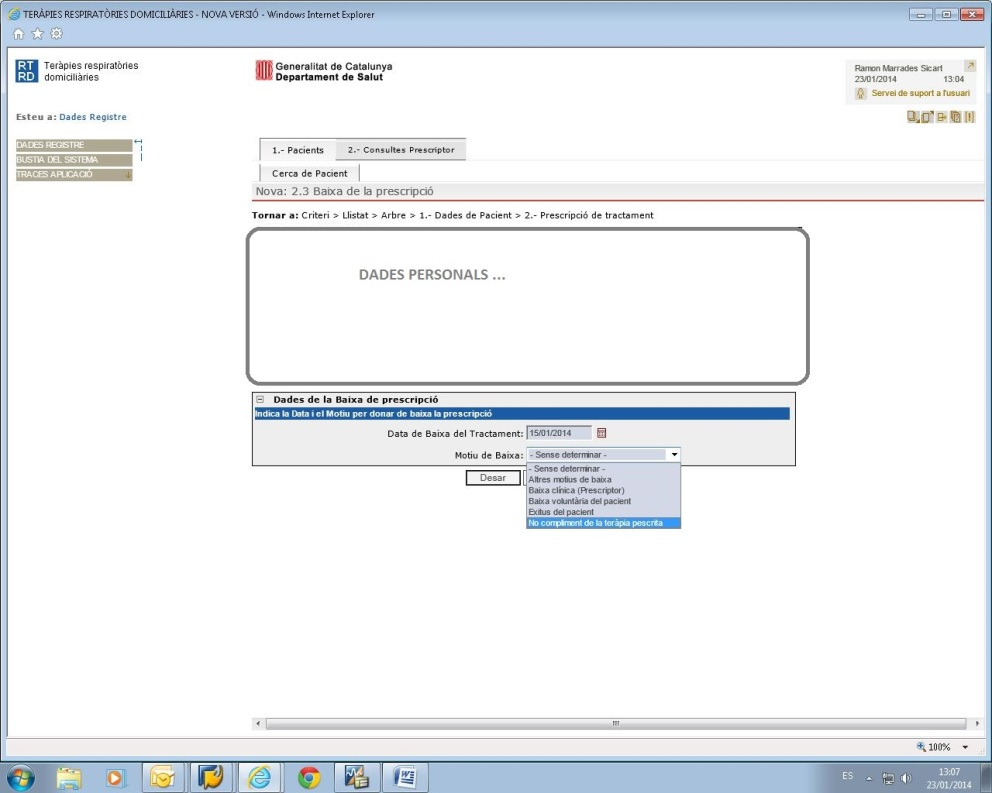 TERÀPIES RESPIRATÒRIES DOMICILIÀRIES - NOVA VERSIÓ - Windows Internet Explorer
RT
RD
Teràpies respiratòries
domiciliàries
Generalitat de Catalunya
Departament de Salut
Ramon Marrades Sicart
23/01/2014 13:04
Servei de suport a l'usuari
Esteu a: Dades Registre
DADES REGISTRE
BUSTIA DEL SISTEMA
TRACES APLICACIÓ
1.- Pacients
2.- Consultes Prescriptor
Cerca de Pacient
Nova: 2.3 Baixa de la prescripció
Tornar a: Criteri > Llistat > Arbre > 1.- Dades de Pacient > 2.- Prescripció de tractament
DADES PERSONALS ...
Dades de la Baixa de prescripció
Indica la Data i el Motiu per donar de baixa la prescripció
Data de Baixa del Tractament: 15/01/2014
Motiu de Baixa: - Sense determinar -
Desar
- Sense determinar -
Altres motius de baixa
Baixa clínica (Prescriptor)
Baixa voluntària del pacient
Exitus del pacient
No compliment de la teràpia pescrita
100%
ES
13:07
23/01/2014